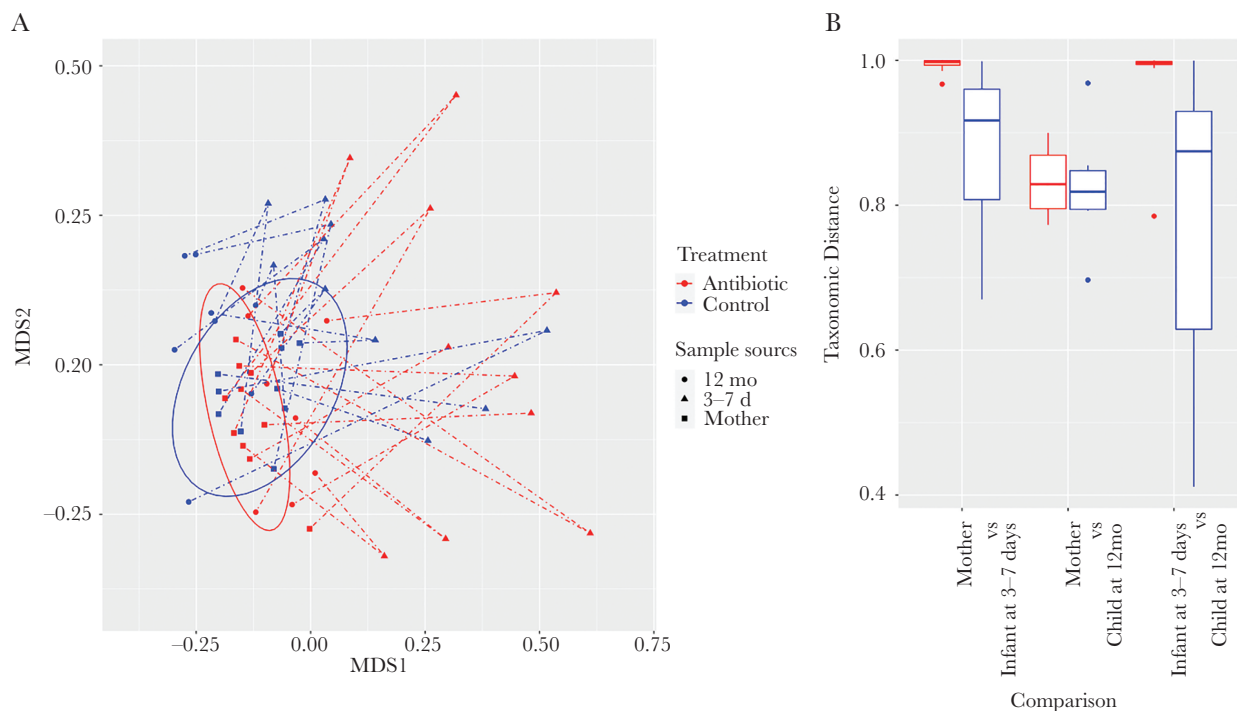 A
0.50
0.25
0.20
−0.25
MDS2
−0.25
0.00
0.25
0.50
0.75
MDS1
Treatment
Antibiotic
Control
Sample sourcs
12 mo
3–7 d
Mother
B
1.0
0.8
0.6
0.4
Taxonomic Distance
Mother
vs
Infant at 3–7 days
Mother
vs
Child at 12mo
Infant at 3–7 days
vs
Child at 12mo
Comparison